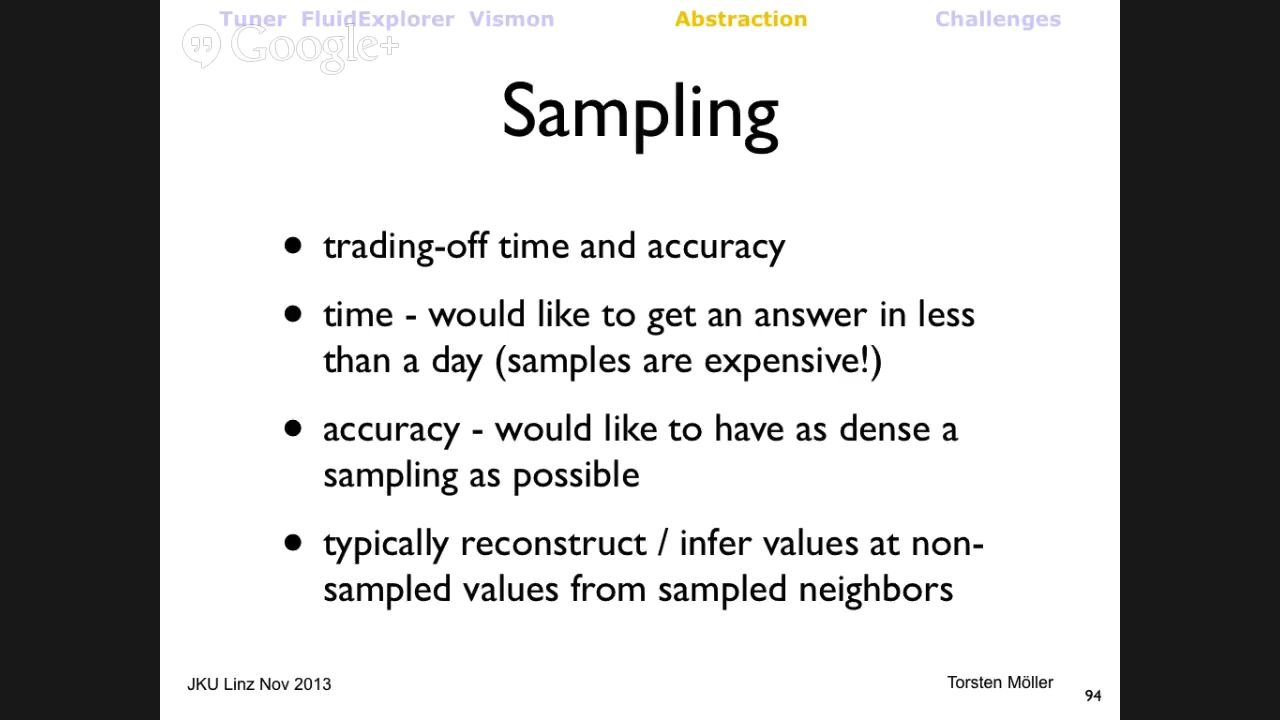 Tuner FluidExplorer Vismon Abstraction Challenges
Google+
Sampling
• trading-off time and accuracy
• time - would like to get an answer in less
than a day (samples are expensive!)
• accuracy - would like to have as dense a
sampling as possible
• typically reconstruct / infer values at non-
sampled values from sampled neighbors
JKU Linz Nov 2013
Torsten Möller
94